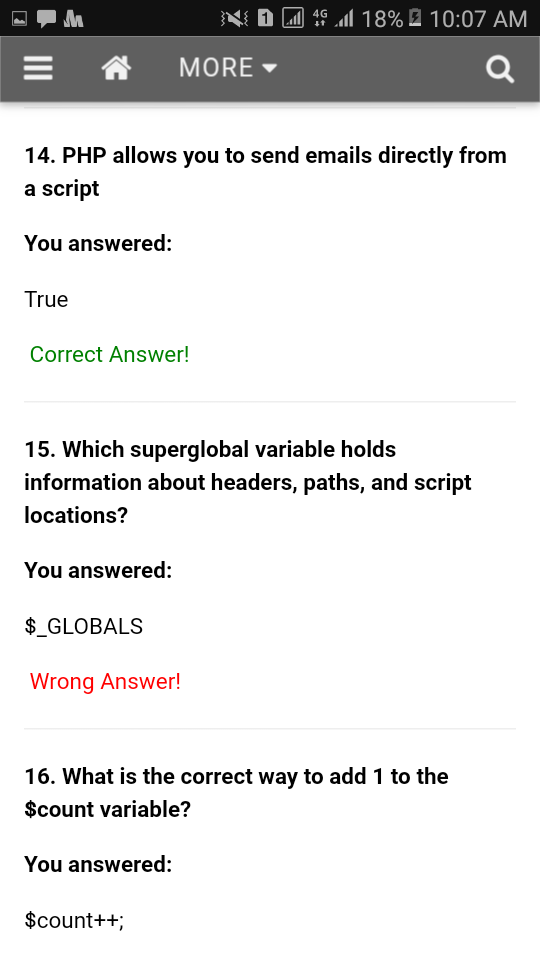 1 4G 18% 10:07 AM
MORE
14. PHP allows you to send emails directly from
a script
You answered:
True
Correct Answer!
15. Which superglobal variable holds
information about headers, paths, and script
locations?
You answered:
$_GLOBALS
Wrong Answer!
16. What is the correct way to add 1 to the
$count variable?
You answered:
$count++;